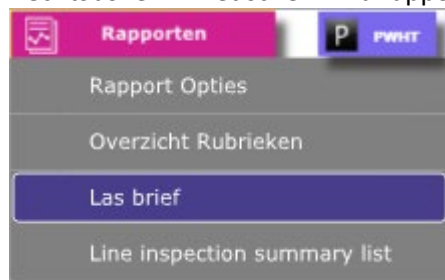 Rapporten
P PWHT
Rapport Opties
Overzicht Rubrieken
Las brief
Line inspection summary list